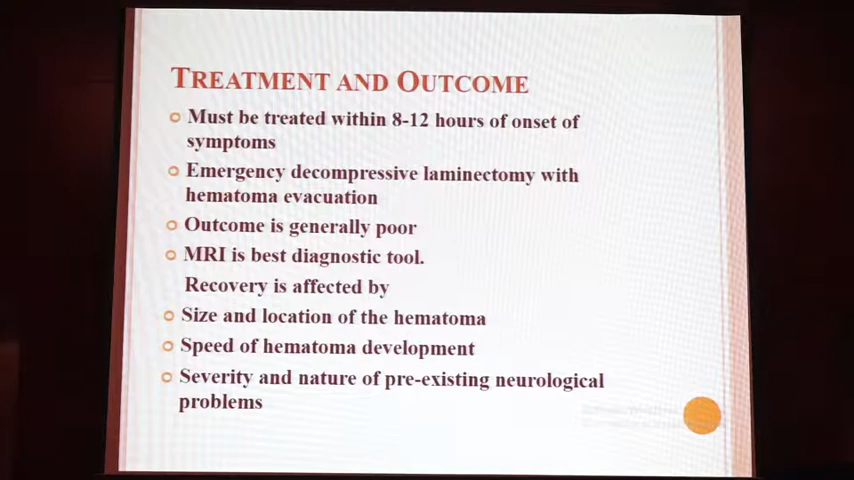 TREATMENT AND OUTCOME
Must be treated within 8-12 hours of onset of
symptoms
Emergency decompressive laminectomy with
hematoma evacuation
Outcome is generally poor
MRI is best diagnostic tool.
Recovery is affected by
Size and location of the hematoma
Speed of hematoma development
Severity and nature of pre-existing neurological
problems